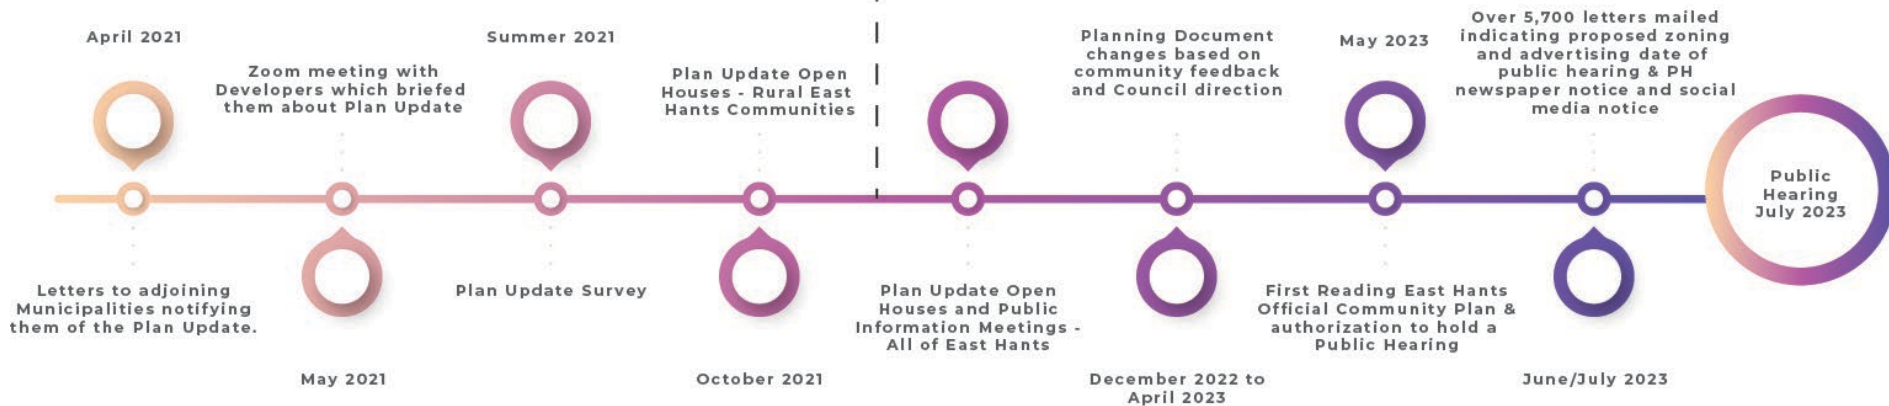 April 2021
Letters to adjoining
Municipalities notifying
them of the Plan Update.
Zoom meeting with
Developers which briefed
them about Plan Update
May 2021
Summer 2021
Plan Update Survey
Plan Update Open
Houses - Rural East
Hants Communities
October 2021
Plan Update Open
Houses and Public
Information Meetings -
All of East Hants
Planning Document
changes based on
community feedback
and Council direction
December 2022 to
April 2023
May 2023
First Reading East Hants
Official Community Plan &
authorization to hold a
Public Hearing
Over 5,700 letters mailed
indicating proposed zoning
and advertising date of
public hearing & PH
newspaper notice and social
media notice
June/July 2023
Public
Hearing
July 2023